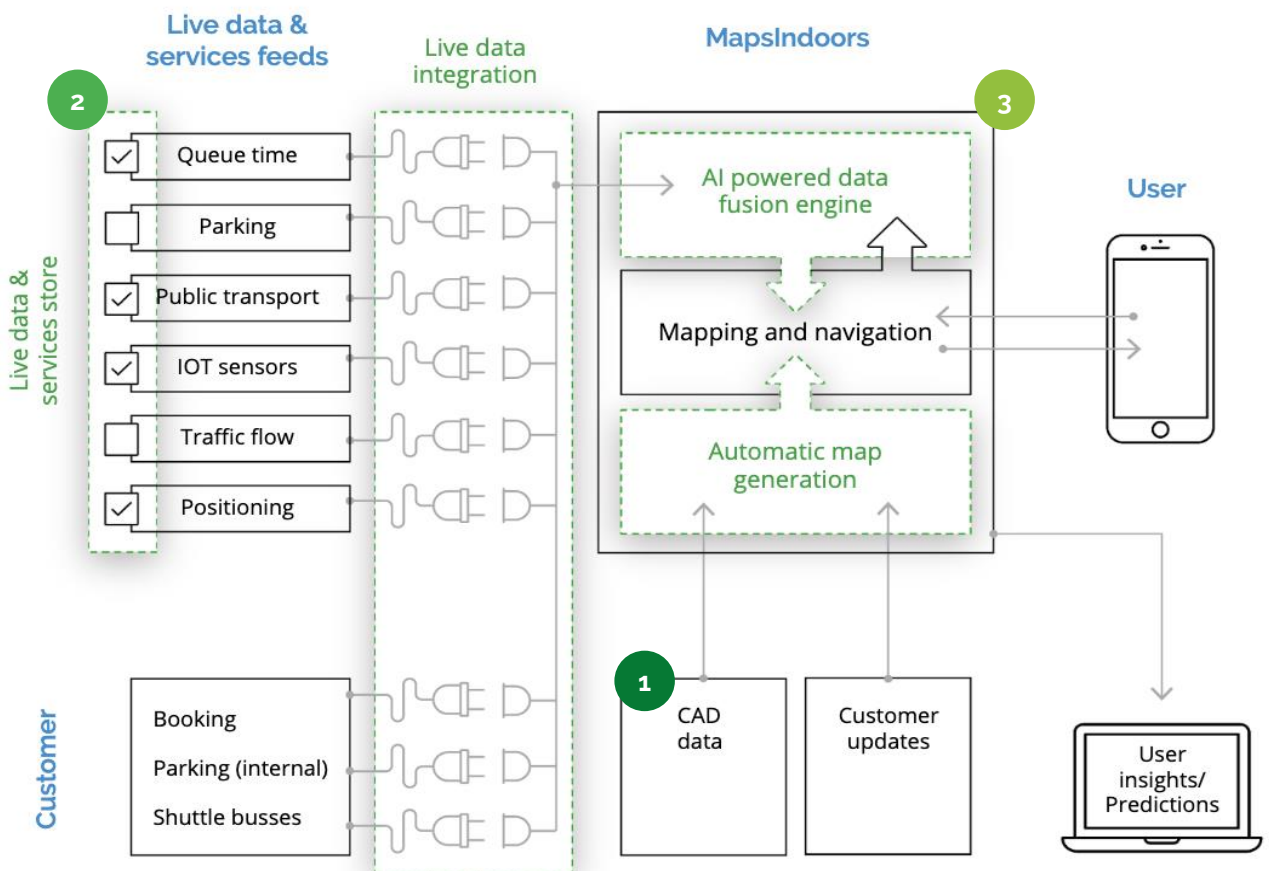 Live data &
services feeds
Live data
integration
MapsIndoors
2
3
Queue time
Parking
Public transport
IOT sensors
Traffic flow
Positioning
Live data &
services store
AI powered data
fusion engine
Mapping and navigation
Automatic map
generation
User
Customer
Booking
Parking (internal)
Shuttle busses
1
CAD
data
Customer
updates
User
insights/
Predictions